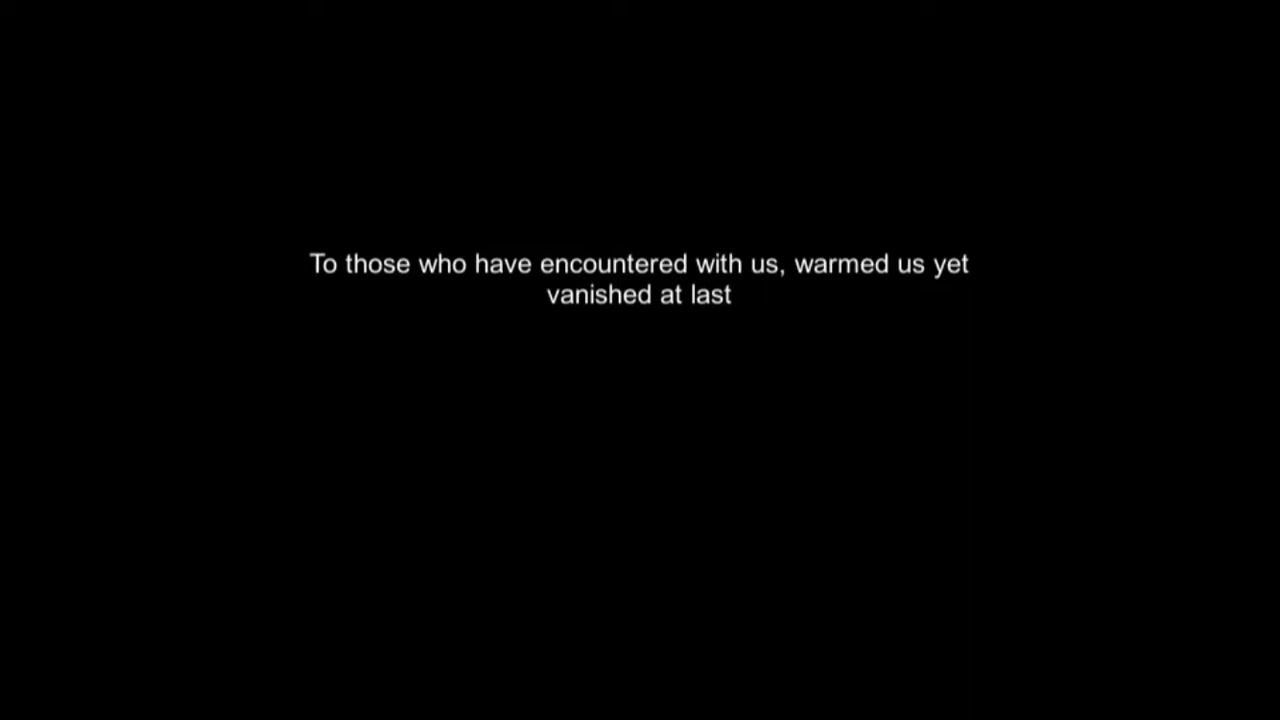 To those who have encountered with us, warmed us yet
vanished at last